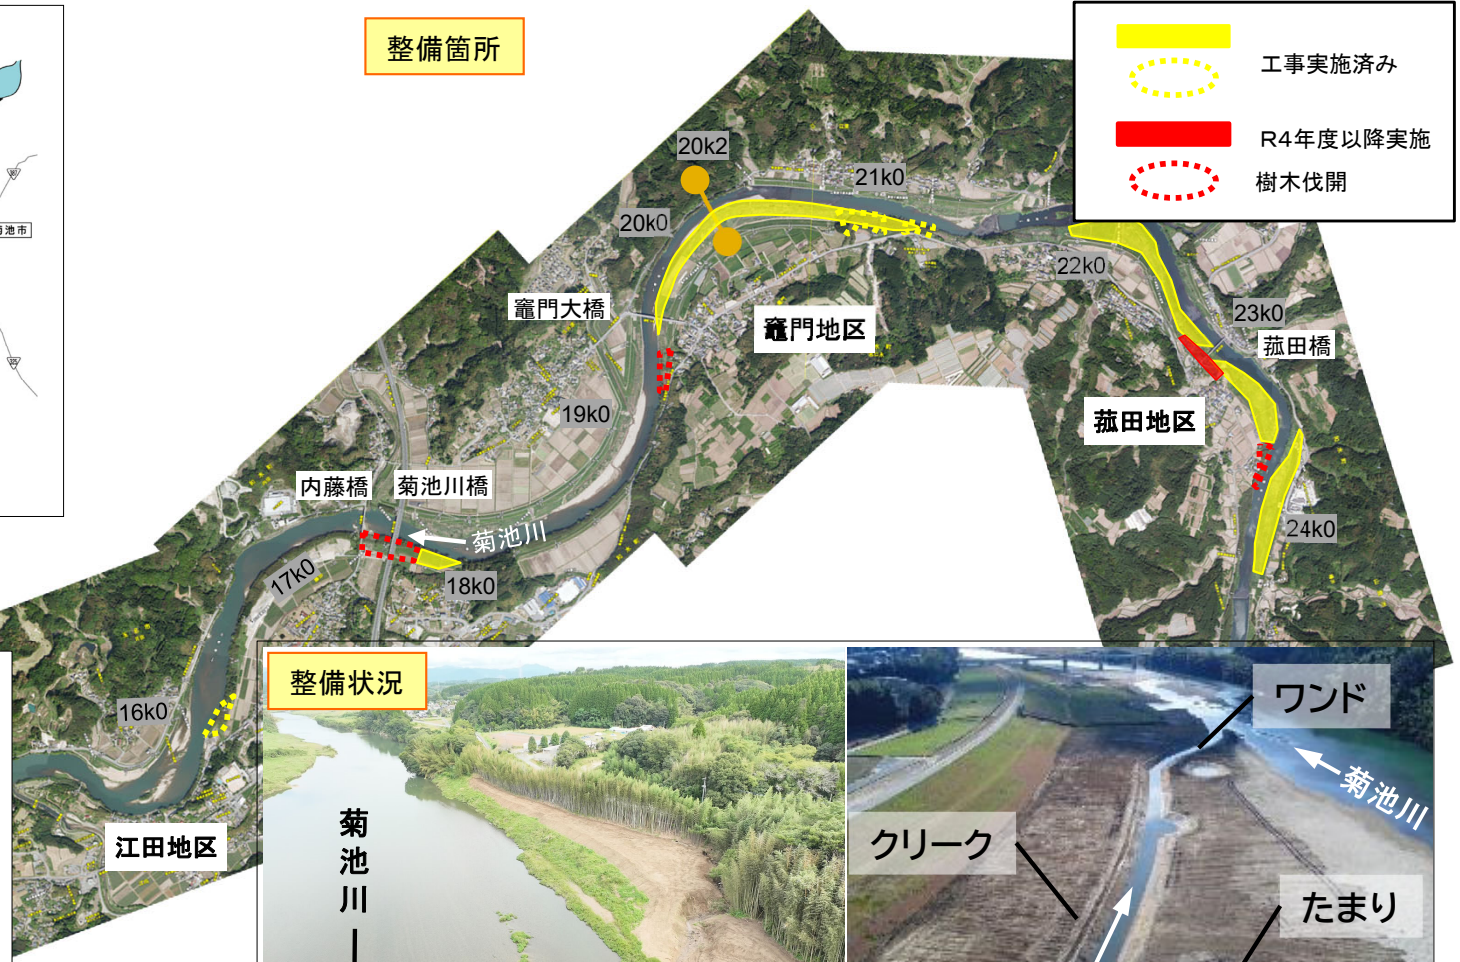 整備箇所
工事実施済み
R4年度以降実施
樹木伐開
池市
20k2
21k0
20k0
22k0
竈門大橋
竈門地区
23k0
菰田橋
19k0
菰田地区
内藤橋
菊池川橋
菊池川
24k0
17k0
18k0
16k0
江田地区
整備状況
菊池川
ワンド
菊池川
クリーク
たまり